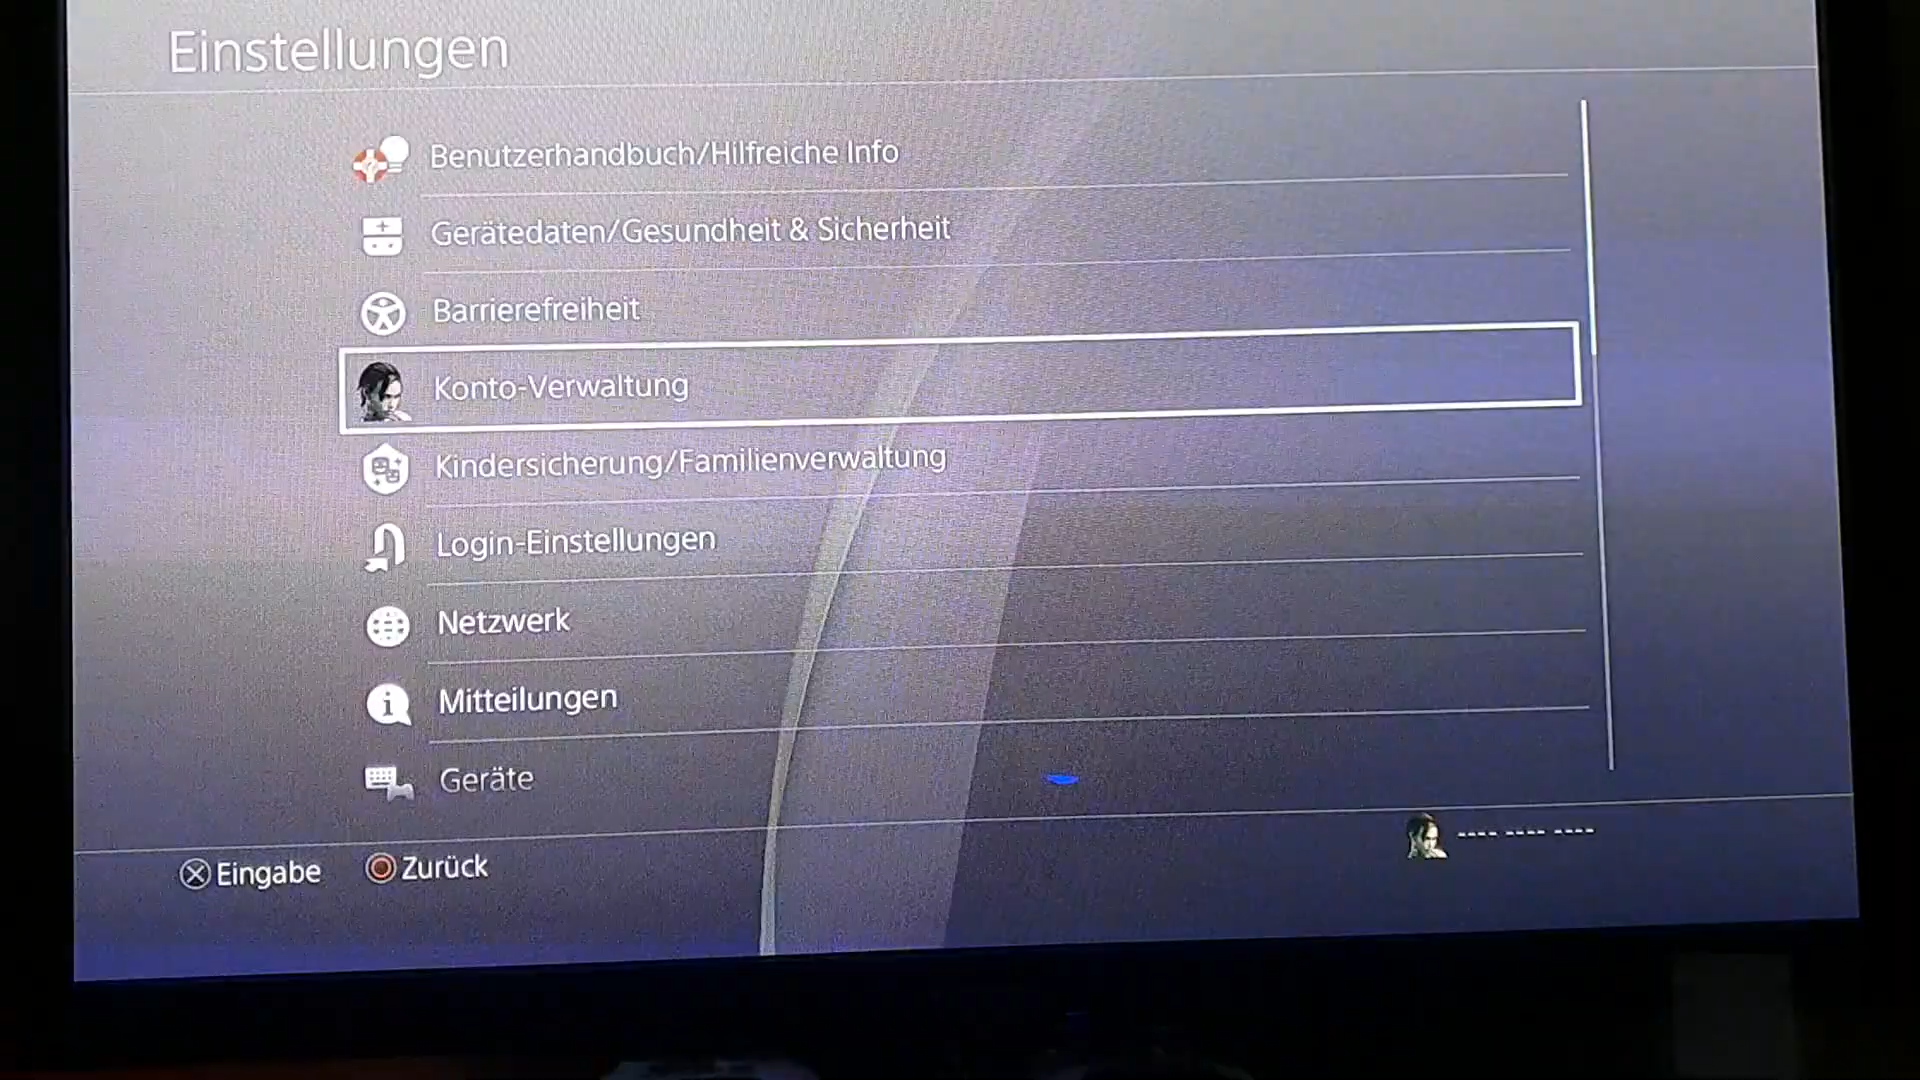 Einstellungen
Benutzerhandbuch/Hilfreiche Info
Gerätedaten/Gesundheit & Sicherheit
Barrierefreiheit
Konto-Verwaltung
Kindersicherung/Familienverwaltung
Login-Einstellungen
Netzwerk
Mitteilungen
Geräte
---- ---- ----
Eingabe Zurück